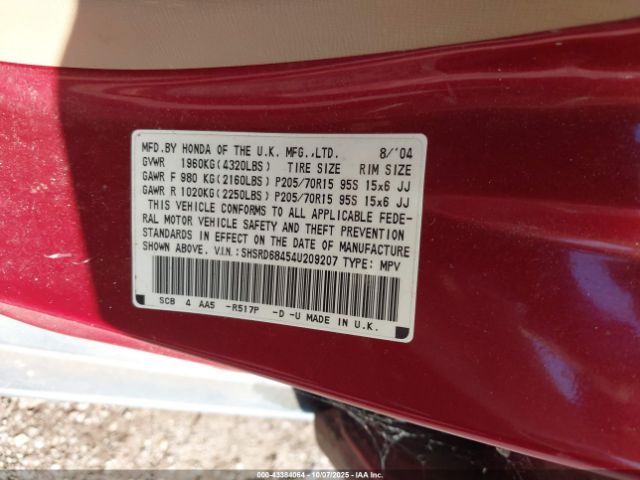 MFD.BY HONDA OF THE U.K. MFG.,LTD. 8/'04
GVWR 1960KG(4320LBS) TIRE SIZE RIM SIZE
GAWR F 980 KG(2160LBS) P205/70R15 95S 15x6 JJ
GAWR R 1020KG(2250LBS) P205/70R15 95S 15x6 JJ
THIS VEHICLE CONFORMS TO ALL APPLICABLE FEDE-
RAL MOTOR VEHICLE SAFETY AND THEFT PREVENTION
STANDARDS IN EFFECT ON THE DATE OF MANUFACTURE
SHOWN ABOVE. V.I.N.:SHSRD68454U209207 TYPE: MPV
SCB 4 AA5 -R517P -D -U MADE IN U.K.
000-43384064 - 10/07/2025 - COPYRIGHT IAA, LLC